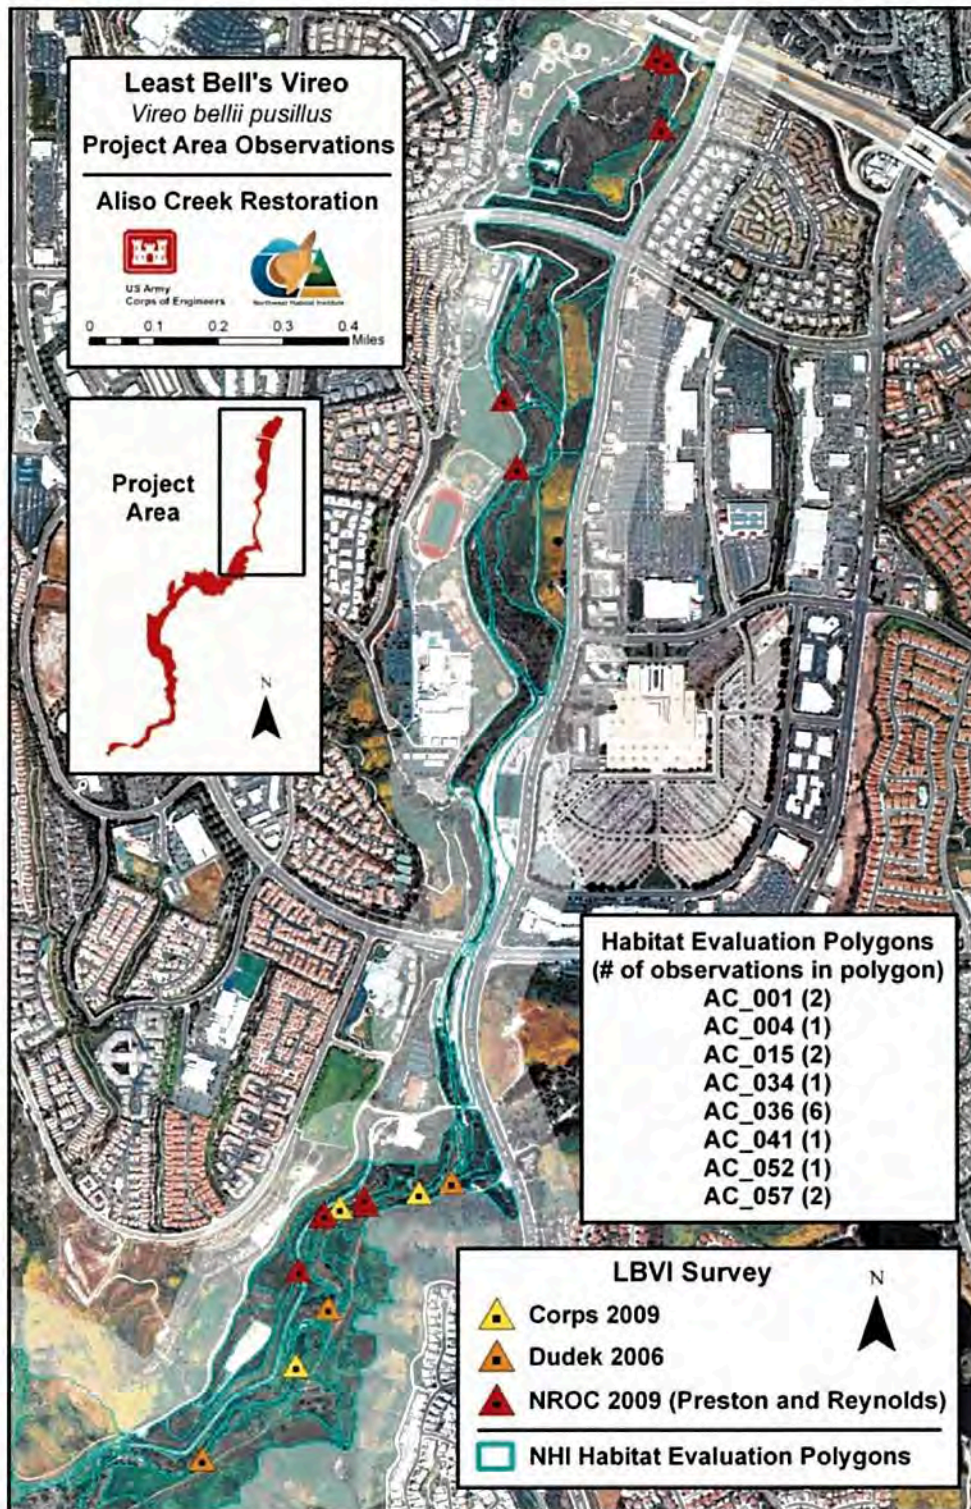 Least Bell's Vireo
Vireo bellii pusillus
Project Area Observations
Aliso Creek Restoration
US Army
Corps of Engineers
Northwest Habitat Institute
0 0.1 0.2 0.3 0.4
Miles
Project
Area
N
Habitat Evaluation Polygons
(# of observations in polygon)
AC_001 (2)
AC_004 (1)
AC_015 (2)
AC_034 (1)
AC_036 (6)
AC_041 (1)
AC_052 (1)
AC_057 (2)
LBVI Survey
N
Corps 2009
Dudek 2006
NROC 2009 (Preston and Reynolds)
NHI Habitat Evaluation Polygons